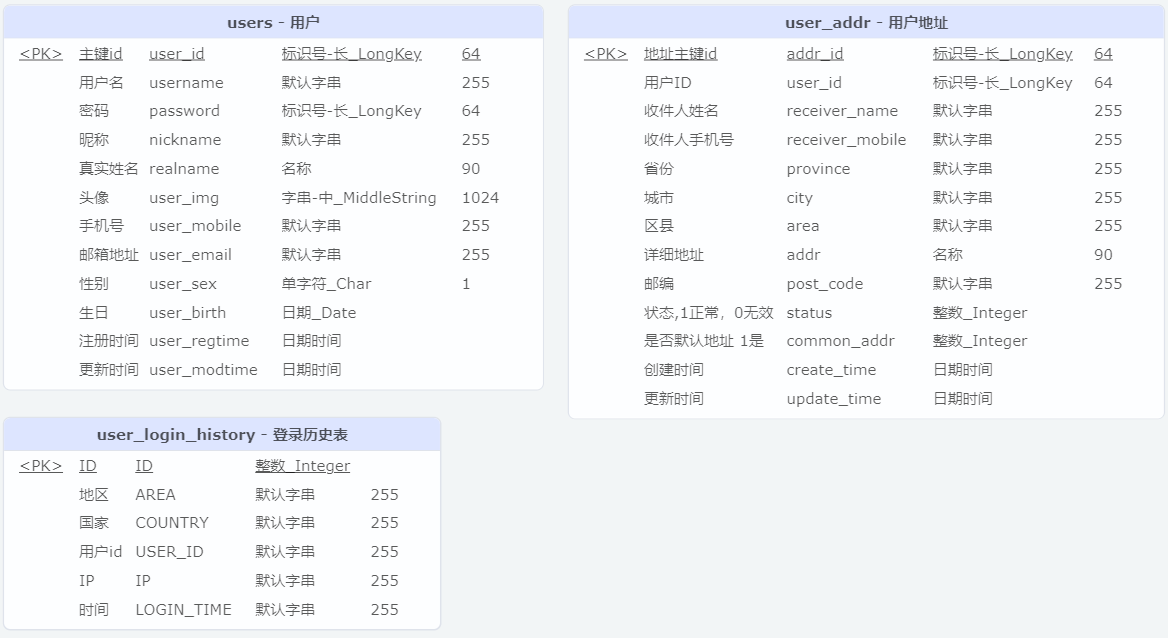 users - 用户
<PK> 主键id user_id 标识号-长_LongKey 64
用户名 username 默认字串 255
密码 password 标识号-长_LongKey 64
昵称 nickname 默认字串 255
真实姓名 realname 名称 90
头像 user_img 字串-中_MiddleString 1024
手机号 user_mobile 默认字串 255
邮箱地址 user_email 默认字串 255
性别 user_sex 单字符_Char 1
生日 user_birth 日期_Date
注册时间 user_regtime 日期时间
更新时间 user_modtime 日期时间
user_addr - 用户地址
<PK> 地址主键id addr_id 标识号-长_LongKey 64
用户ID user_id 标识号-长_LongKey 64
收件人姓名 receiver_name 默认字串 255
收件人手机号 receiver_mobile 默认字串 255
省份 province 默认字串 255
城市 city 默认字串 255
区县 area 默认字串 255
详细地址 addr 名称 90
邮编 post_code 默认字串 255
状态,1正常，0无效 status 整数_Integer
是否默认地址 1是 common_addr 整数_Integer
创建时间 create_time 日期时间
更新时间 update_time 日期时间
user_login_history - 登录历史表
<PK> ID ID 整数_Integer
地区 AREA 默认字串 255
国家 COUNTRY 默认字串 255
用户id USER_ID 默认字串 255
IP IP 默认字串 255
时间 LOGIN_TIME 默认字串 255